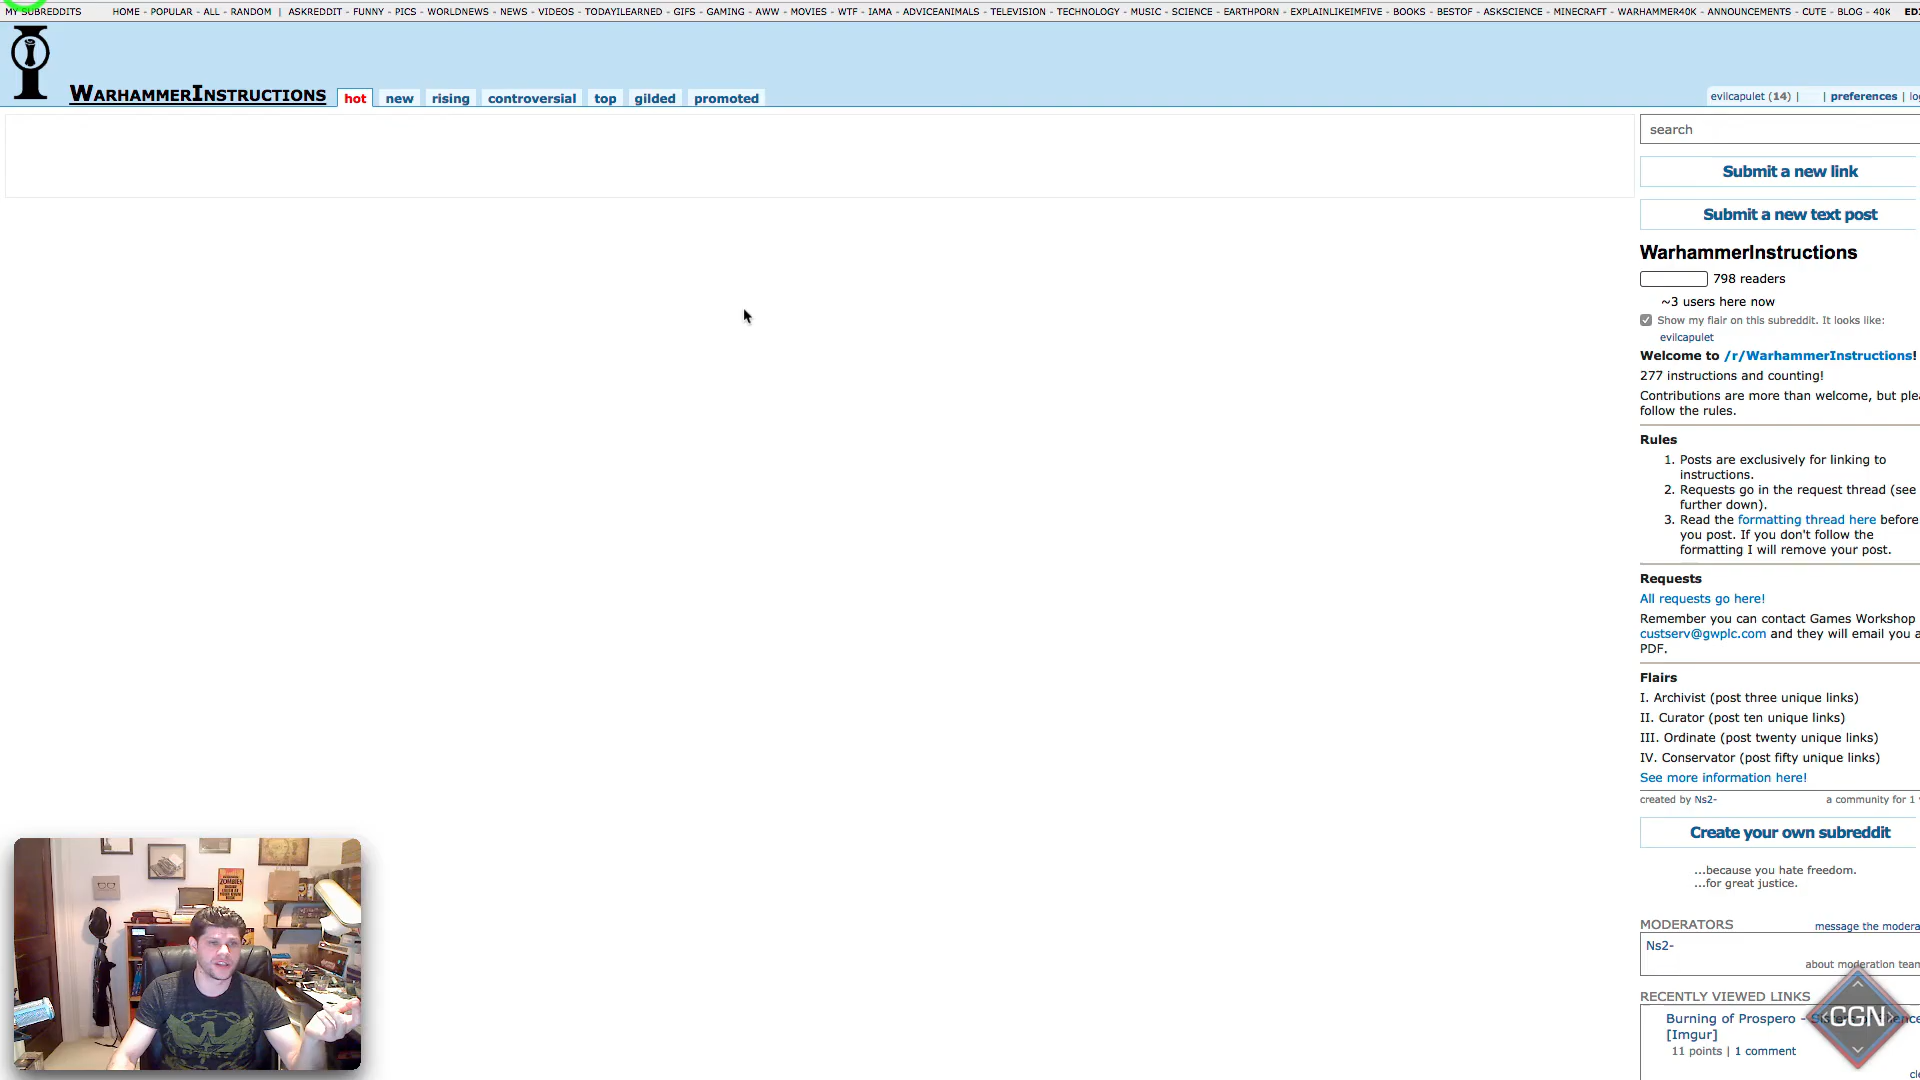 MY SUBREDDITS HOME - POPULAR - ALL - RANDOM | ASKREDDIT - FUNNY - PICS - WORLDNEWS - NEWS - VIDEOS - TODAYILEARNED - GIFS - GAMING - AWW - MOVIES - WTF - IAMA - ADVICEANIMALS - TELEVISION - TECHNOLOGY - MUSIC - SCIENCE - EARTHPORN - EXPLAINLIKEIMFIVE - BOOKS - BESTOF - ASKSCIENCE - MINECRAFT - WARHAMMER40K - ANNOUNCEMENTS - CUTE - BLOG - 40K
WARHAMMERINSTRUCTIONS hot new rising controversial top gilded promoted
evilcapulet (14) | | preferences |
search
Submit a new link
Submit a new text post
WarhammerInstructions
798 readers
~3 users here now
Show my flair on this subreddit. It looks like:
evilcapulet
Welcome to /r/WarhammerInstructions!
277 instructions and counting!
Contributions are more than welcome, but
follow the rules.
Rules
1. Posts are exclusively for linking to
instructions.
2. Requests go in the request thread (see
further down).
3. Read the formatting thread here before
you post. If you don't follow the
formatting I will remove your post.
Requests
All requests go here!
Remember you can contact Games Workshop
custserv@gwplc.com and they will email you a
PDF.
Flairs
I. Archivist (post three unique links)
II. Curator (post ten unique links)
III. Ordinate (post twenty unique links)
IV. Conservator (post fifty unique links)
See more information here!
created by Ns2- a community for 1
Create your own subreddit
...because you hate freedom.
...for great justice.
MODERATORS message the
Ns2-
about moderation team
RECENTLY VIEWED LINKS
Burning of Prospero -
[Imgur]
11 points | 1 comment
CGN
ZOMBIES